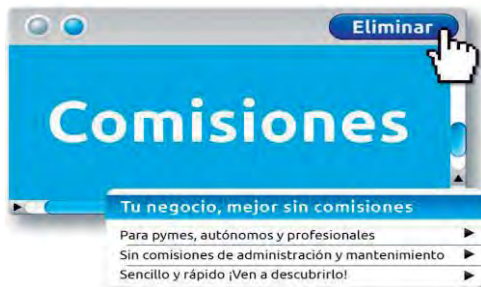 Eliminar
Comisiones
Tu negocio, mejor sin comisiones
Para pymes, autónomos y profesionales
Sin comisiones de administración y mantenimiento
Sencillo y rápido ¡Ven a descubrirlo!